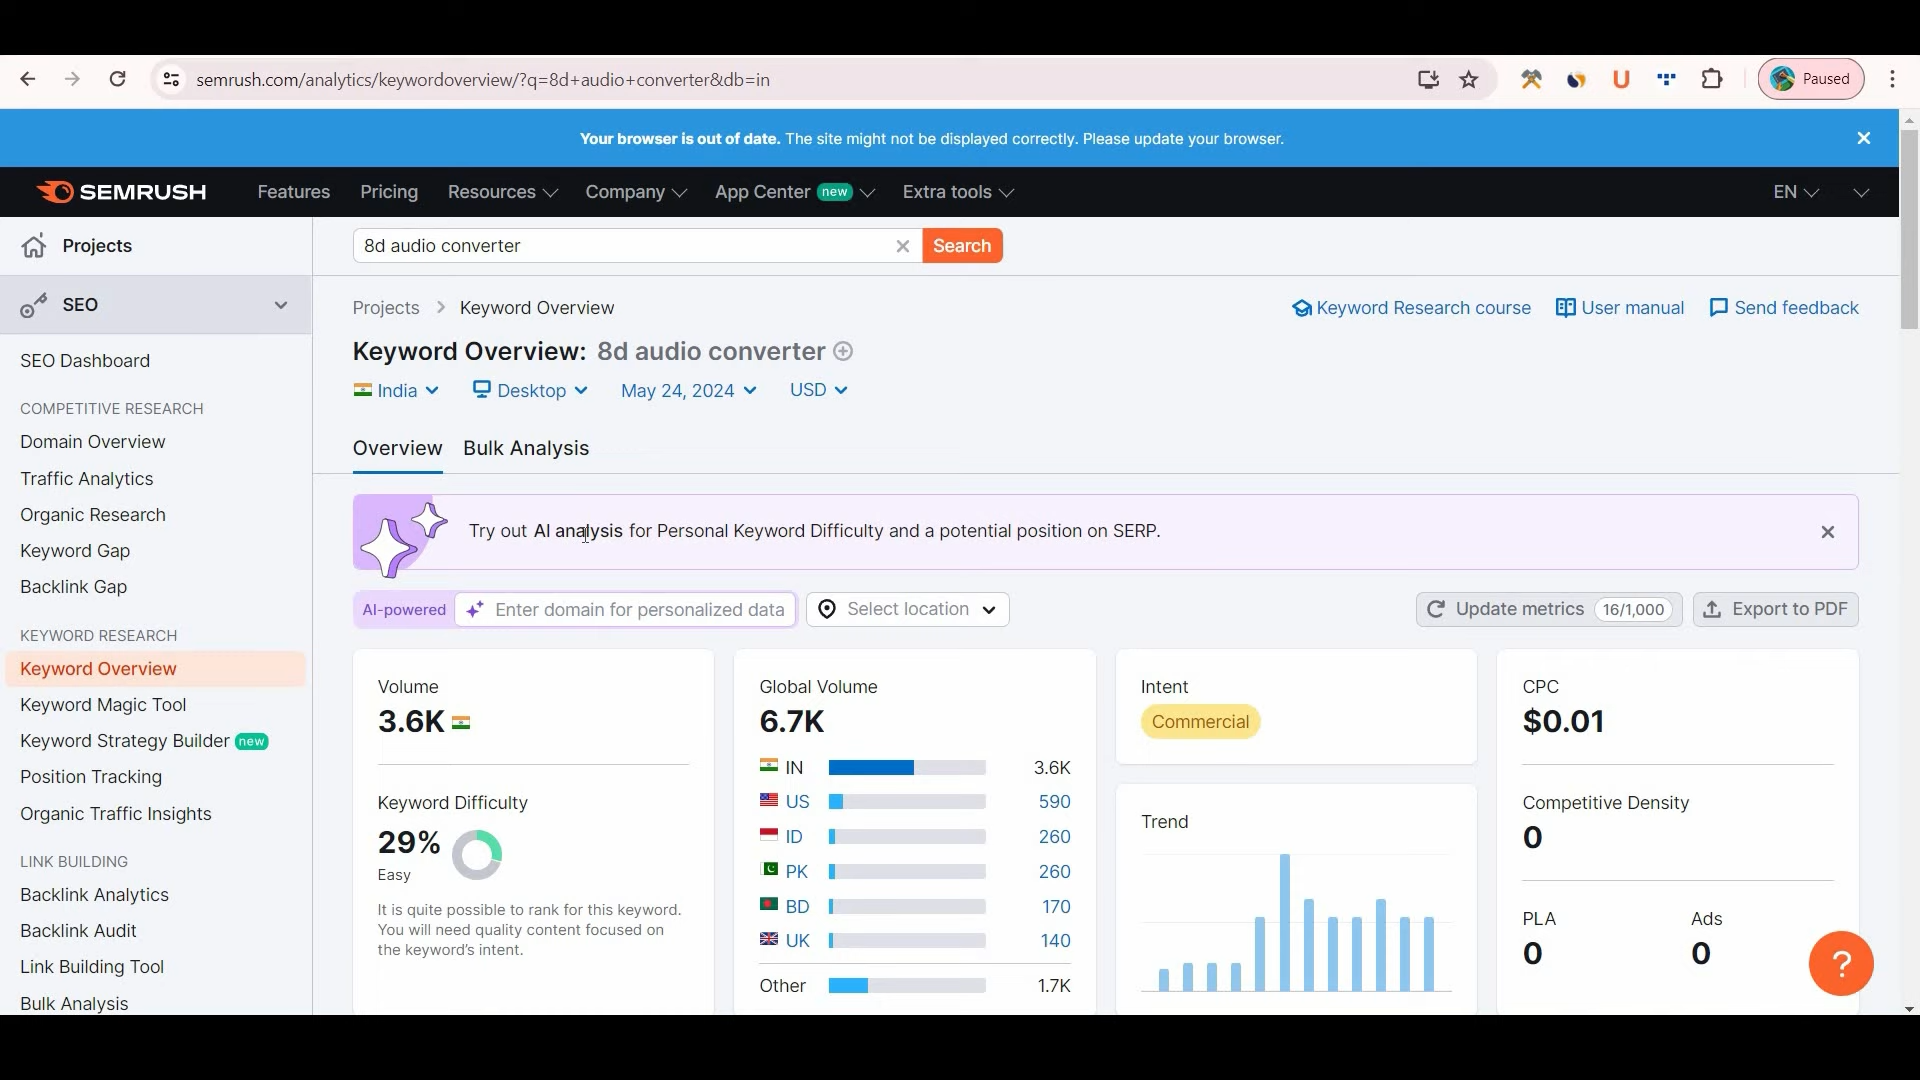 semrush.com/analytics/keywordoverview/?q=8d+audio+converter&db=in
Paused
Your browser is out of date. The site might not be displayed correctly. Please update your browser.
SEMRUSH
Features
Pricing
Resources
Company
App Center new
Extra tools
EN
Projects
SEO
SEO Dashboard
COMPETITIVE RESEARCH
Domain Overview
Traffic Analytics
Organic Research
Keyword Gap
Backlink Gap
KEYWORD RESEARCH
Keyword Overview
Keyword Magic Tool
Keyword Strategy Builder new
Position Tracking
Organic Traffic Insights
LINK BUILDING
Backlink Analytics
Backlink Audit
Link Building Tool
Bulk Analysis
8d audio converter
Search
Projects > Keyword Overview
Keyword Research course
User manual
Send feedback
Keyword Overview: 8d audio converter
India
Desktop
May 24, 2024
USD
Overview
Bulk Analysis
Try out AI analysis for Personal Keyword Difficulty and a potential position on SERP.
AI-powered
Enter domain for personalized data
Select location
Update metrics 16/1,000
Export to PDF
Volume
3.6K
Keyword Difficulty
29%
Easy
It is quite possible to rank for this keyword.
You will need quality content focused on
the keyword's intent.
Global Volume
6.7K
IN 3.6K
US 590
ID 260
PK 260
BD 170
UK 140
Other 1.7K
Intent
Commercial
Trend
CPC
$0.01
Competitive Density
0
PLA
0
Ads
0
?